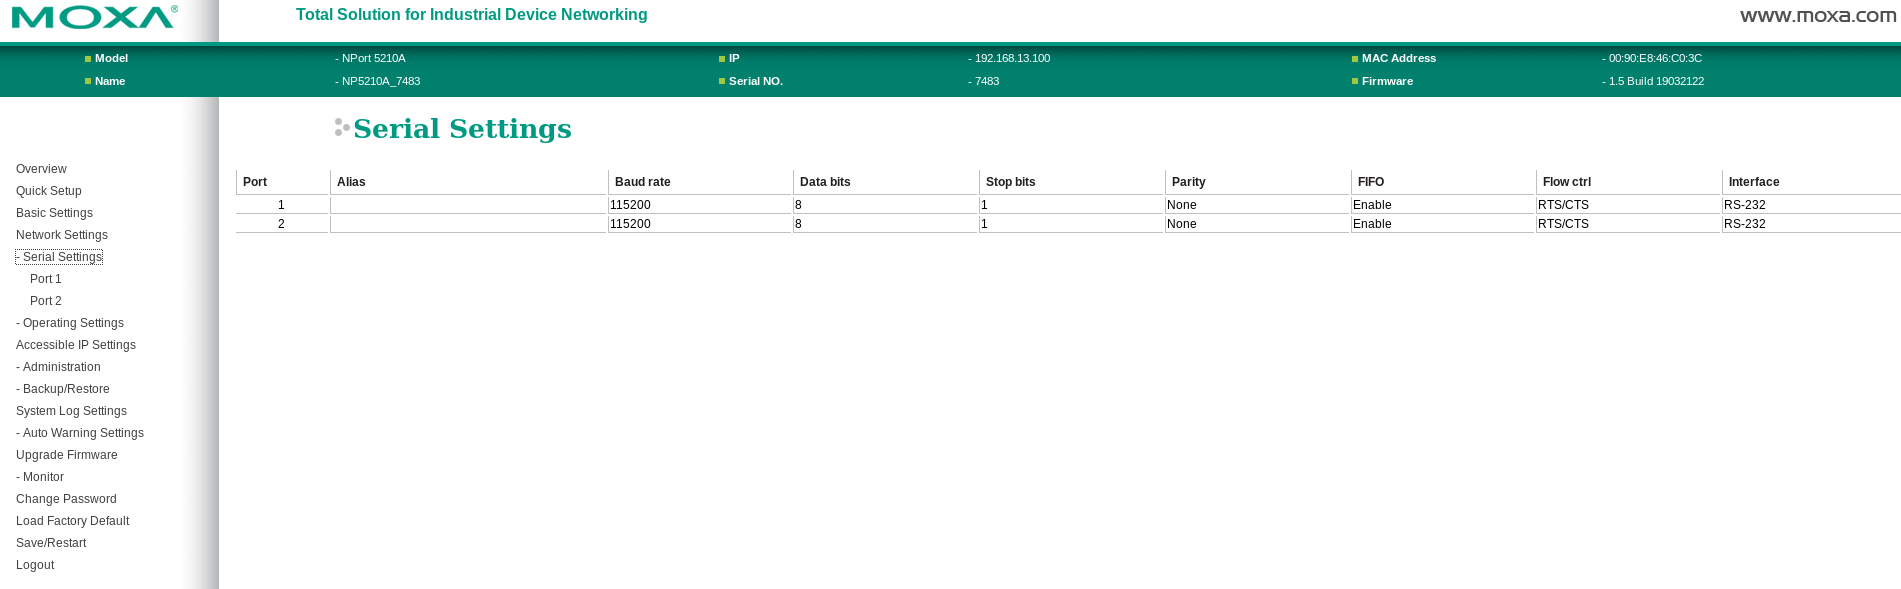 MOXA®
Total Solution for Industrial Device Networking
www.moxa.com
Model - NPort 5210A IP - 192.168.13.100 MAC Address - 00:90:E8:46:C0:3C
Name - NP5210A_7483 Serial NO. - 7483 Firmware - 1.5 Build 19032122
Serial Settings
Overview
Quick Setup
Basic Settings
Network Settings
- Serial Settings
Port 1
Port 2
- Operating Settings
Accessible IP Settings
- Administration
- Backup/Restore
System Log Settings
- Auto Warning Settings
Upgrade Firmware
- Monitor
Change Password
Load Factory Default
Save/Restart
Logout
Port Alias Baud rate Data bits Stop bits Parity FIFO Flow ctrl Interface
1 115200 8 1 None Enable RTS/CTS RS-232
2 115200 8 1 None Enable RTS/CTS RS-232